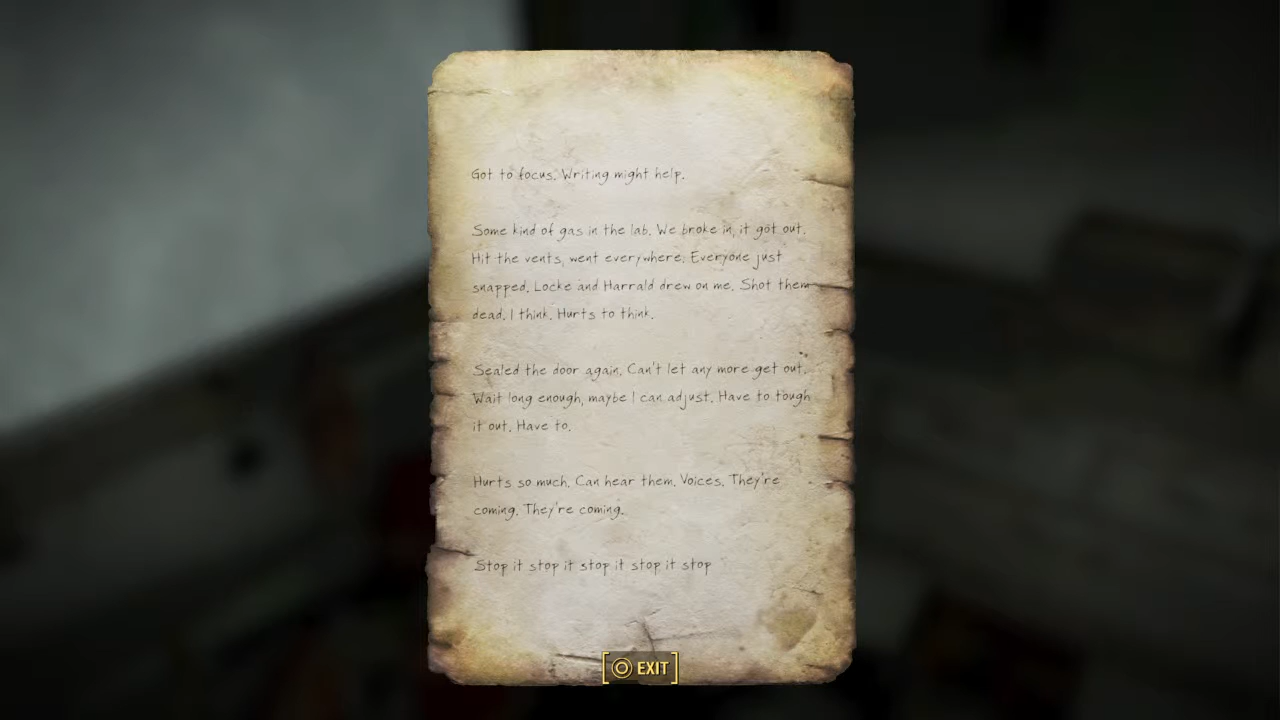 Got to focus. Writing might help.
Some kind of gas in the lab. We broke in, it got out.
Hit the vents, went everywhere. Everyone just
snapped. Locke and Harrald drew on me. Shot them
dead. I think. Hurts to think.
Sealed the door again. Can't let any more get out.
Wait long enough, maybe I can adjust. Have to tough
it out. Have to.
Hurts so much. Can hear them. Voices. They're
coming. They're coming.
Stop it stop it stop it stop it stop
EXIT